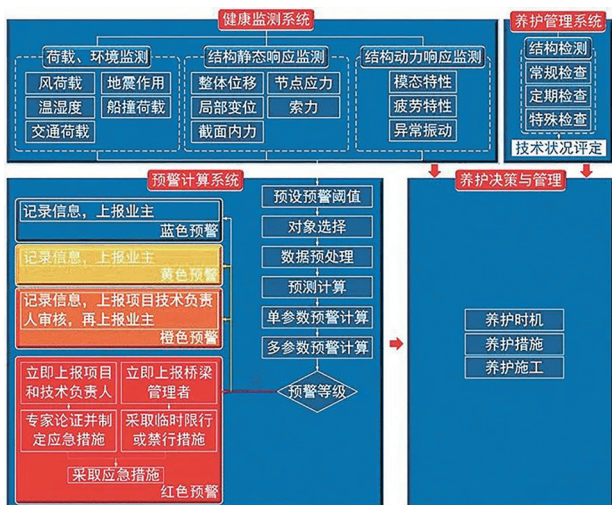 健康监测系统
荷载、环境监测
风荷载
地震作用
温湿度
船撞荷载
交通荷载
结构静态响应监测
整体位移
节点应力
局部变位
索力
截面内力
结构动力响应监测
模态特性
疲劳特性
异常振动
养护管理系统
结构检测
常规检查
定期检查
特殊检查
技术状况评定
预警计算系统
记录信息，上报业主
蓝色预警
记录信息，上报业主
黄色预警
记录信息，上报项目技术负责
人审核，再上报业主
橙色预警
立即上报项目
和技术负责人
立即上报桥梁
管理者
专家论证并制
定应急措施
采取临时限行
或禁行措施
采取应急措施
红色预警
预设预警阈值
对象选择
数据预处理
预测计算
单参数预警计算
多参数预警计算
预警等级
养护决策与管理
养护时机
养护措施
养护施工